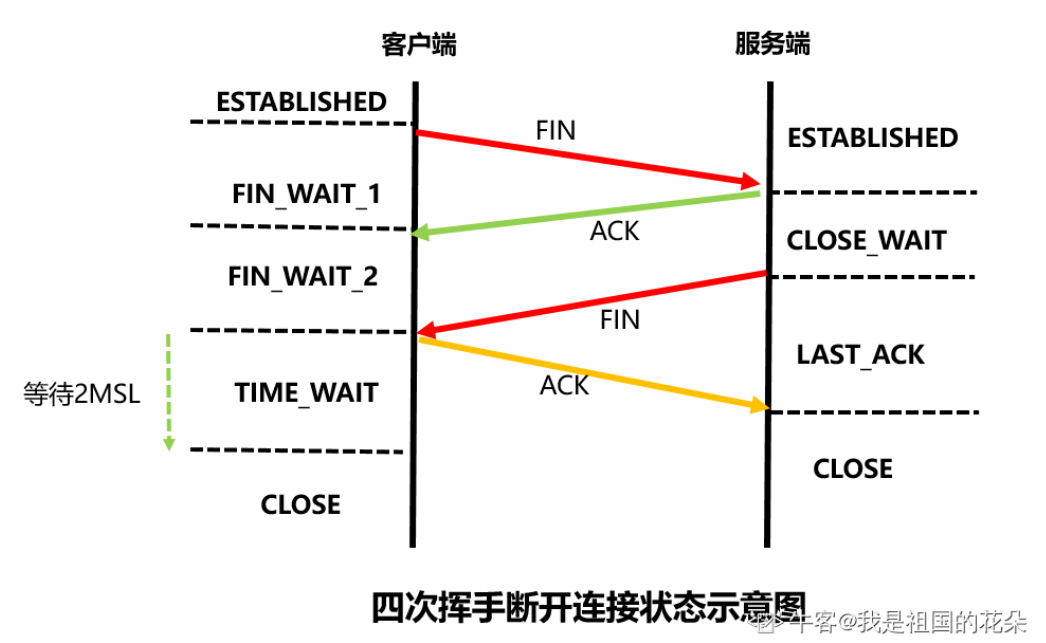 客户端
服务端
ESTABLISHED
FIN
ESTABLISHED
FIN_WAIT_1
ACK
CLOSE_WAIT
FIN_WAIT_2
FIN
LAST_ACK
等待2MSL
TIME_WAIT
ACK
CLOSE
CLOSE
四次挥手断开连接状态示意图
牛客@我是祖国的花朵